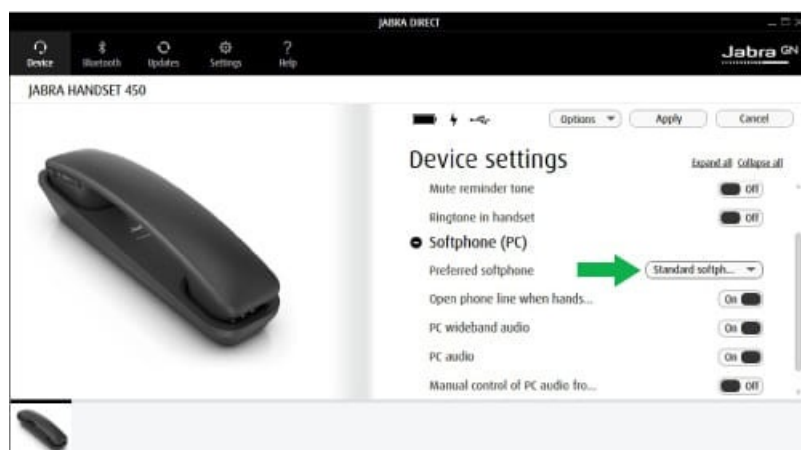 JABRA DIRECT
Device
Bluetooth
Updates
Settings
Help
Jabra GN
JABRA HANDSET 450
Options
Apply
Cancel
Device settings
Expand all Collapse all
Mute reminder tone
Off
Ringtone in handset
Off
Softphone (PC)
Preferred softphone
Standard softph...
Open phone line when hands...
On
PC wideband audio
On
PC audio
On
Manual control of PC audio fro...
Off